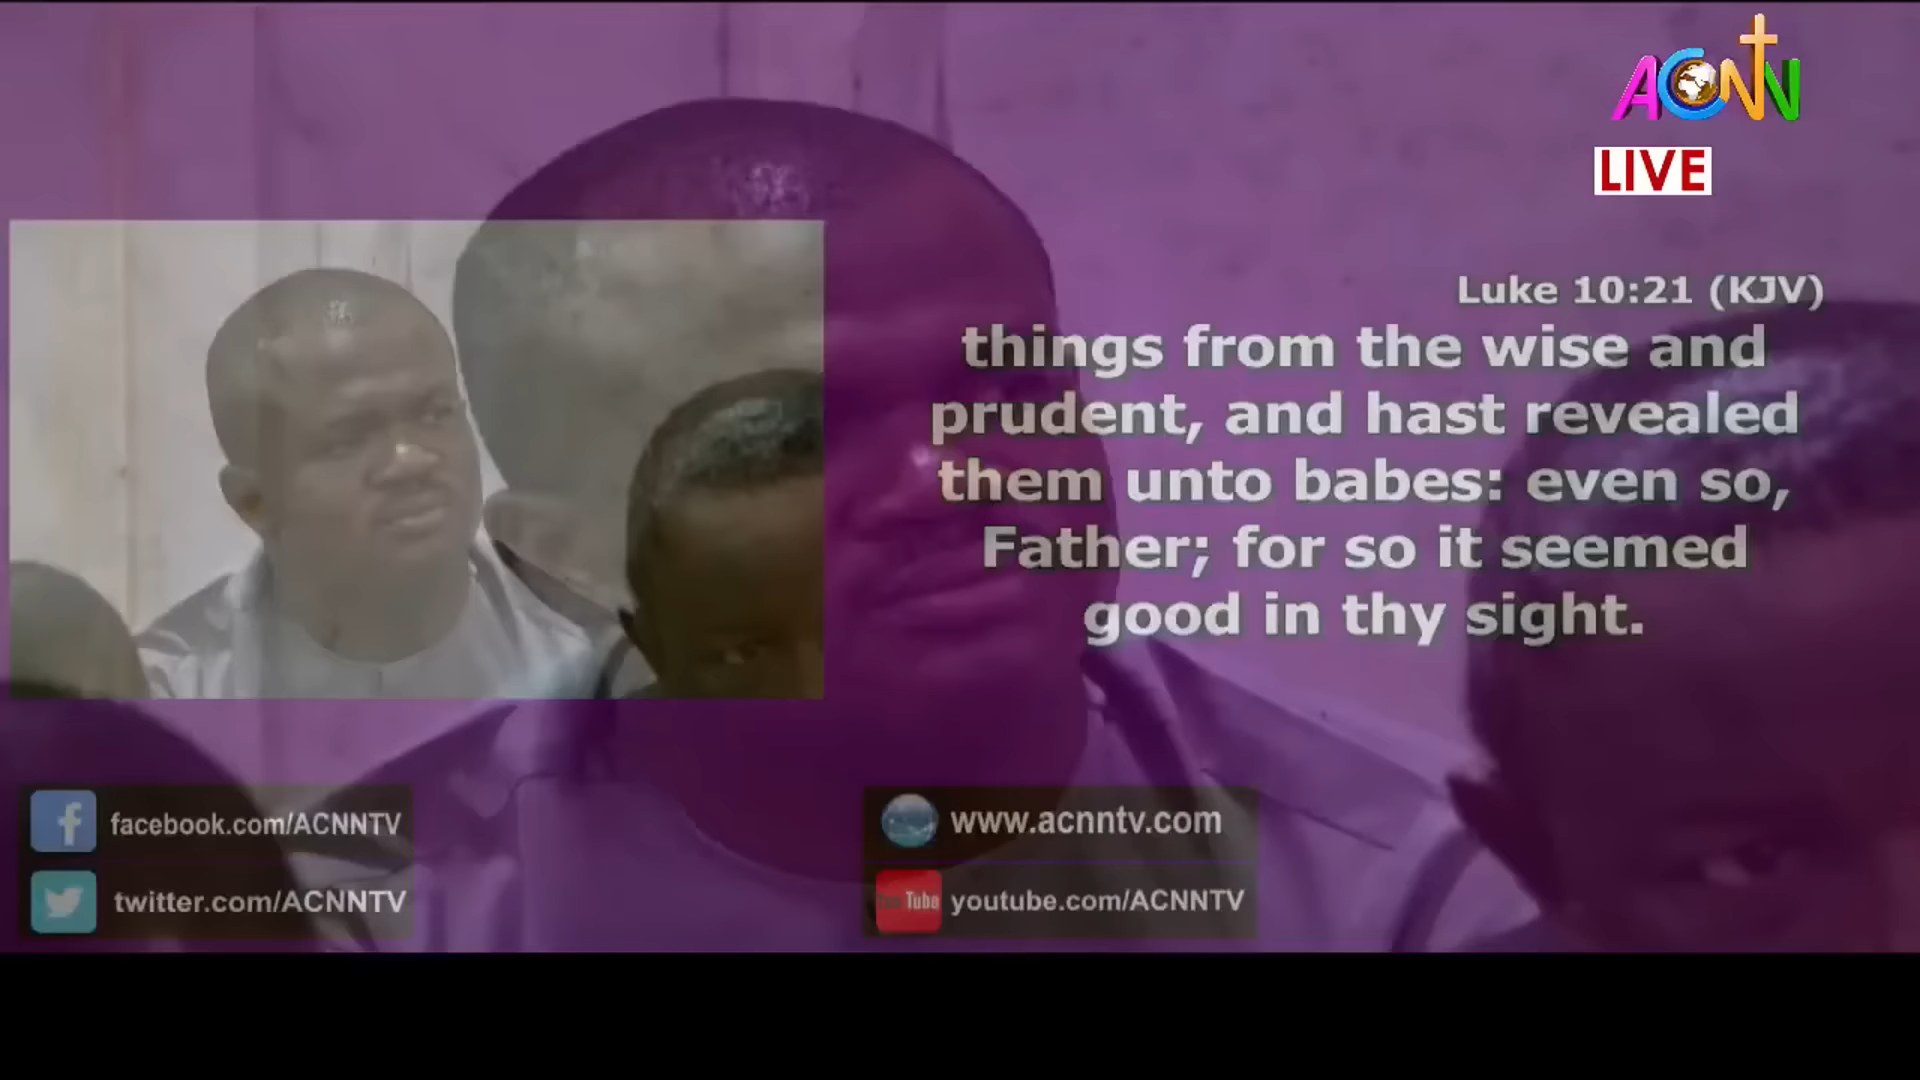 ACNN
LIVE
Luke 10:21 (KJV)
things from the wise and
prudent, and hast revealed
them unto babes: even so,
Father; for so it seemed
good in thy sight.
facebook.com/ACNNTV
www.acnntv.com
twitter.com/ACNNTV
You Tube youtube.com/ACNNTV